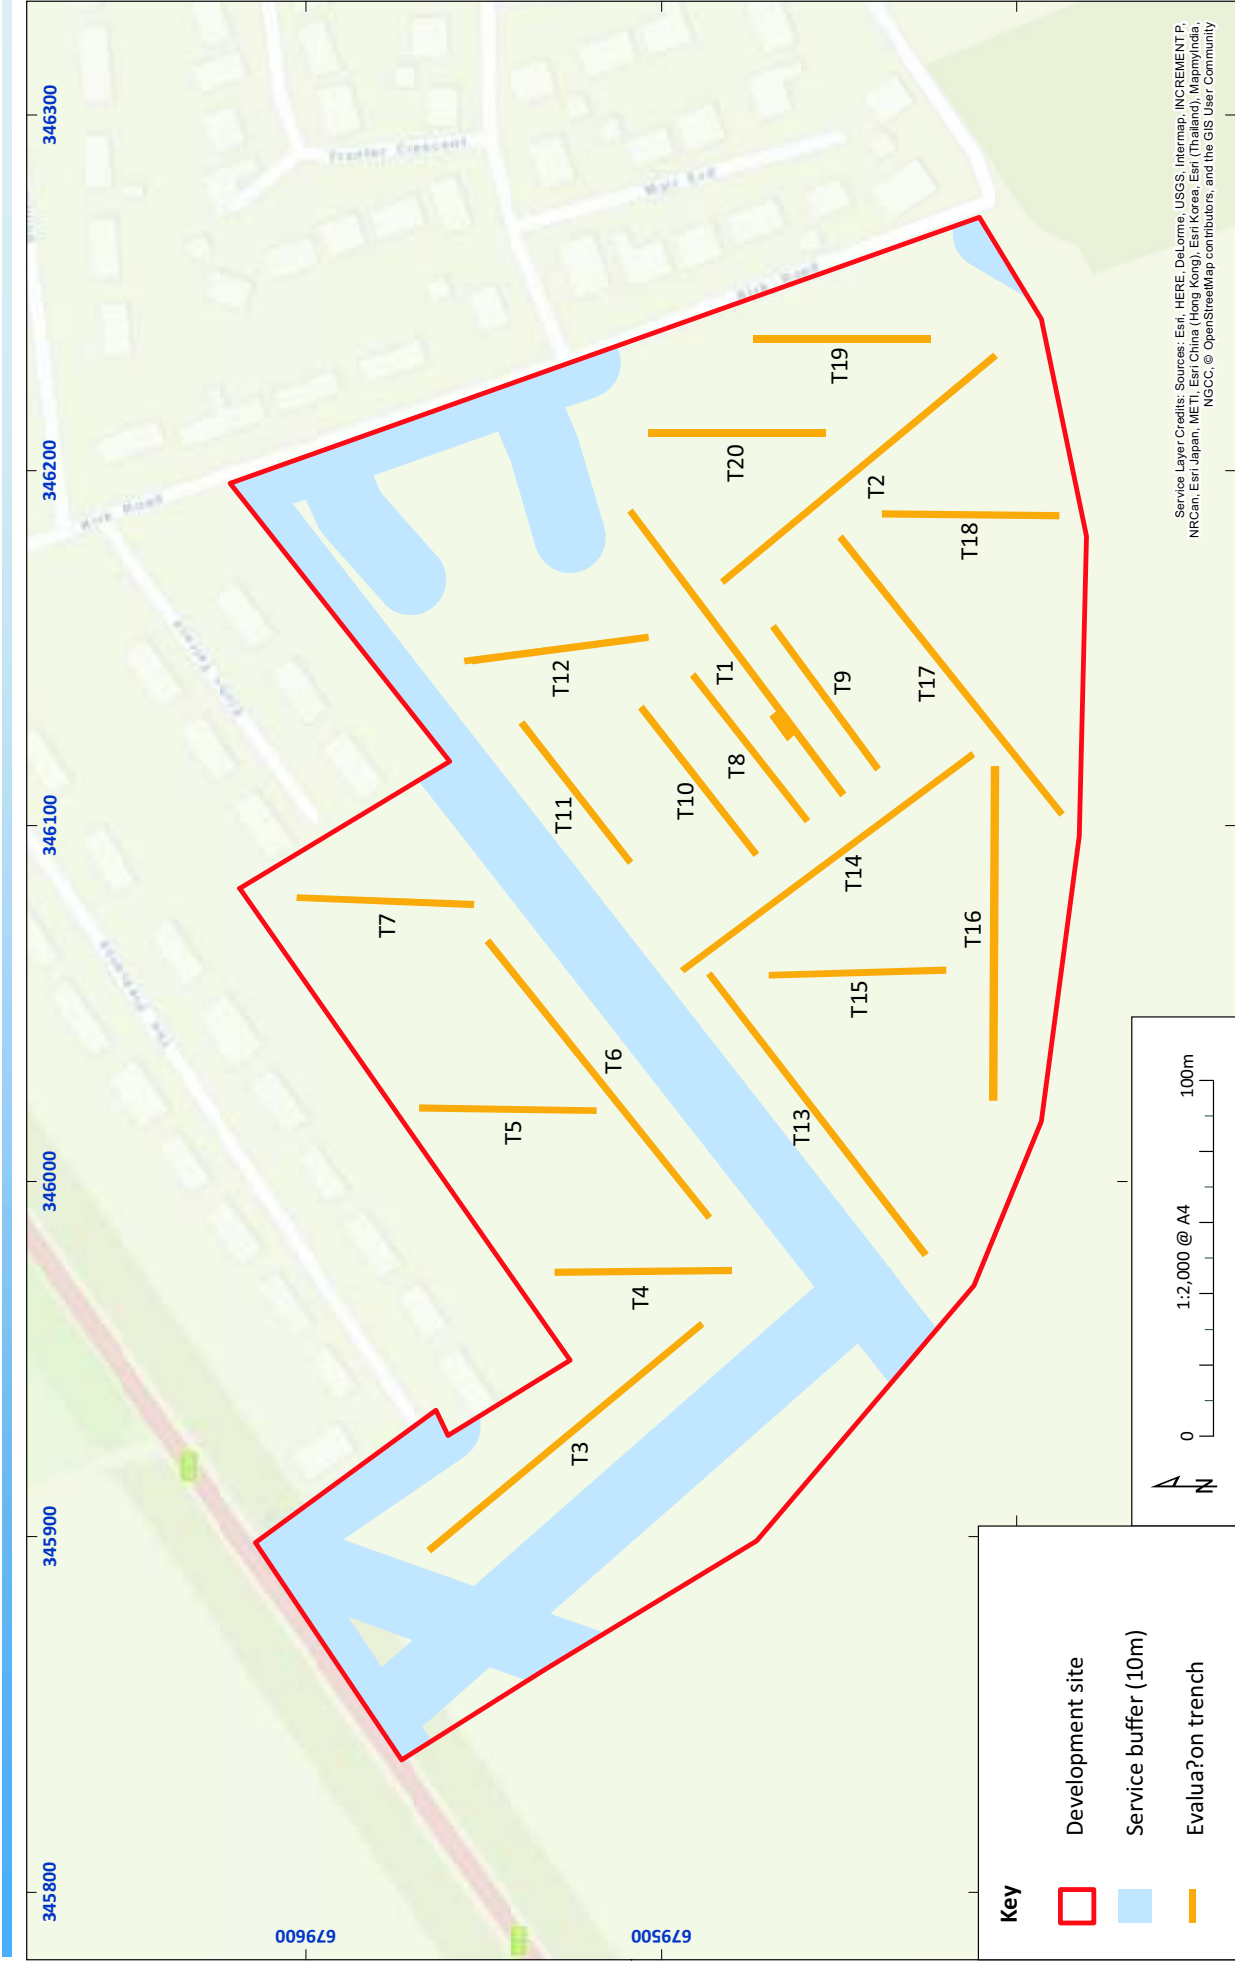 345800
345900
346000
346100
346200
346300
679600
679500
Kirk Road
Kirk Road
Muir End
T1
T2
T3
T4
T5
T6
T7
T8
T9
T10
T11
T12
T13
T14
T15
T16
T17
T18
T19
T20
Key
Development site
Service buffer (10m)
Evalua?on trench
N
0
1:2,000 @ A4
100m
Service Layer Credits: Sources: Esri, HERE, DeLorme, USGS, Intermap, INCREMENT P,
NRCan, Esri Japan, METI, Esri China (Hong Kong), Esri Korea, Esri (Thailand), MapmyIndia,
NGCC, © OpenStreetMap contributors, and the GIS User Community